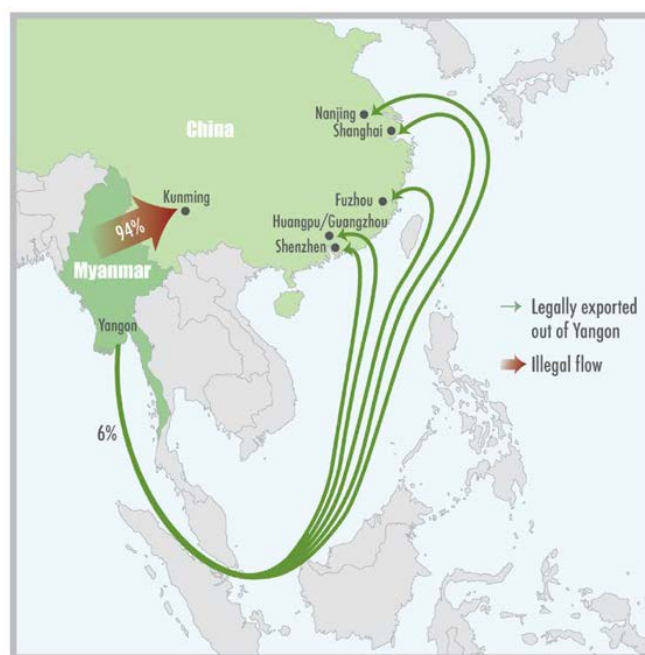 China
Nanjing
Shanghai
Kunming
94%
Fuzhou
Huangpu/Guangzhou
Shenzhen
Myanmar
Yangon
6%
Legally exported
out of Yangon
Illegal flow